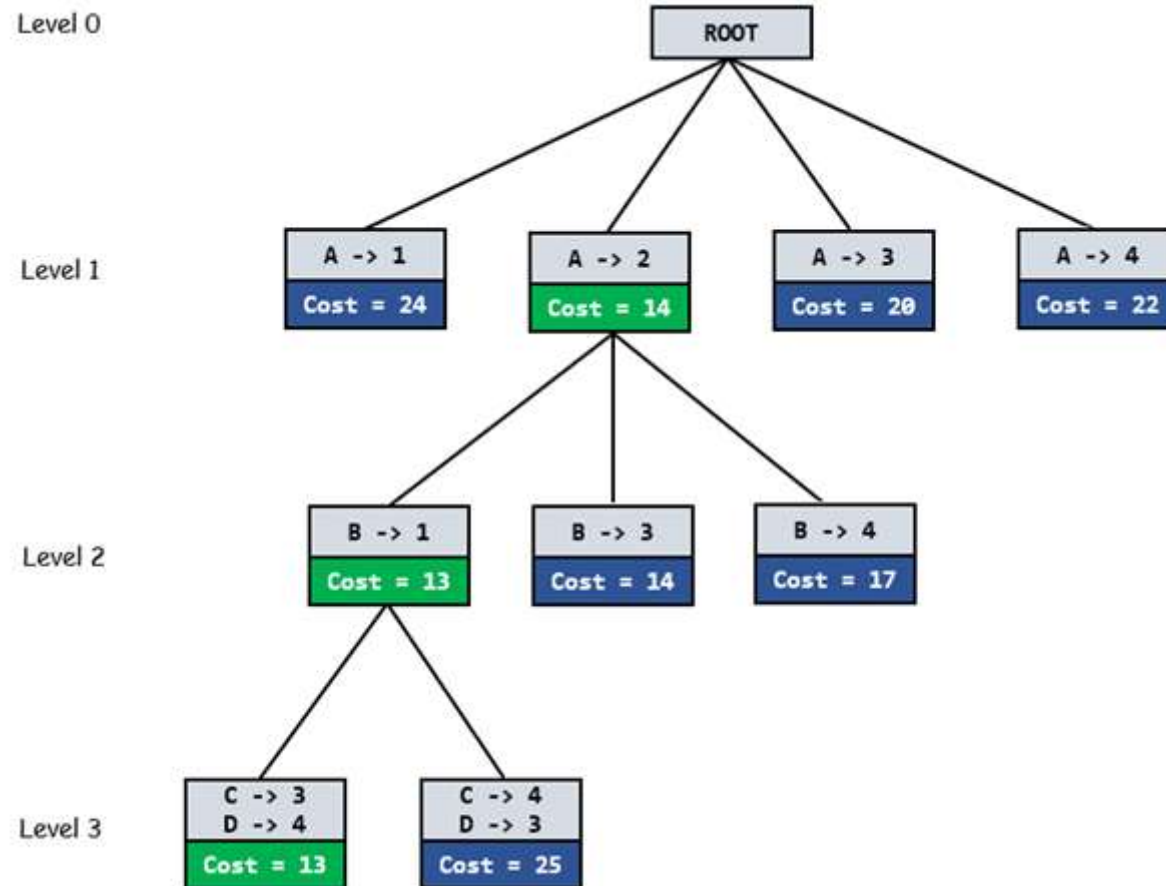 Level 0
ROOT
Level 1
A -> 1
Cost = 24
A -> 2
Cost = 14
A -> 3
Cost = 20
A -> 4
Cost = 22
Level 2
B -> 1
Cost = 13
B -> 3
Cost = 14
B -> 4
Cost = 17
Level 3
C -> 3
D -> 4
Cost = 13
C -> 4
D -> 3
Cost = 25